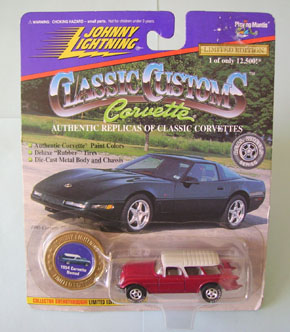 WARNING: CHOKING HAZARD - small parts.
Not for children under 3 years.
JOHNNY
LIGHTNING
Playing Mantis
LIMITED EDITION
1 of only 12,500!*
CLASSIC CUSTOMS
Corvette
AUTHENTIC REPLICAS OF CLASSIC CORVETTES
• Authentic Corvette Paint Colors
• Deluxe "Rubber" Tires
• Die-Cast Metal Body and Chassis
Corvette
Nomad
LIMITED